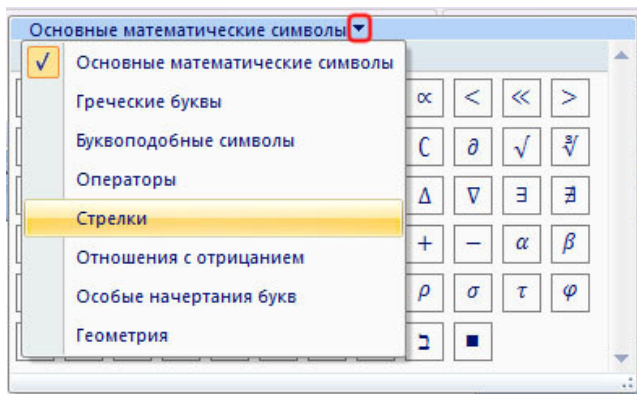 Основные математические символы
Основные математические символы
Греческие буквы
Буквоподобные символы
Операторы
Стрелки
Отношения с отрицанием
Особые начертания букв
Геометрия
∝ < ≪ >
∁ ∂ √ ∛
∆ ∇ ∃ ∄
+ − α β
ρ σ τ φ
ℶ ∎